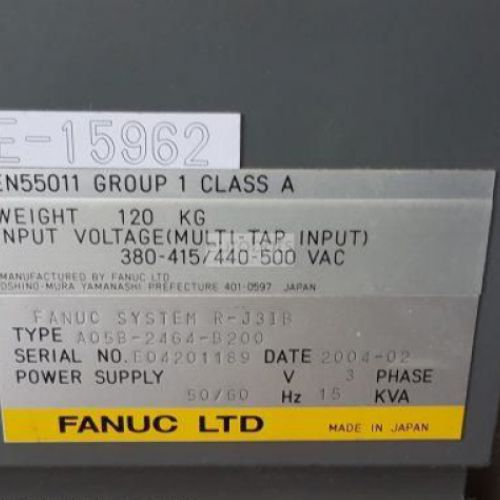 E-15962
EN55011 GROUP 1 CLASS A
WEIGHT 120 KG
INPUT VOLTAGE(MULTI-TAP INPUT)
380-415/440-500 VAC
MANUFACTURED BY FANUC LTD
OSHINO-MURA YAMANASHI PREFECTURE 401-0597 JAPAN
FANUC SYSTEM R-J3IB
TYPE A05B-2464-B200
SERIAL NO. E04201189 DATE 2004-02
POWER SUPPLY V 3 PHASE
50/60 Hz 15 KVA
FANUC LTD
MADE IN JAPAN